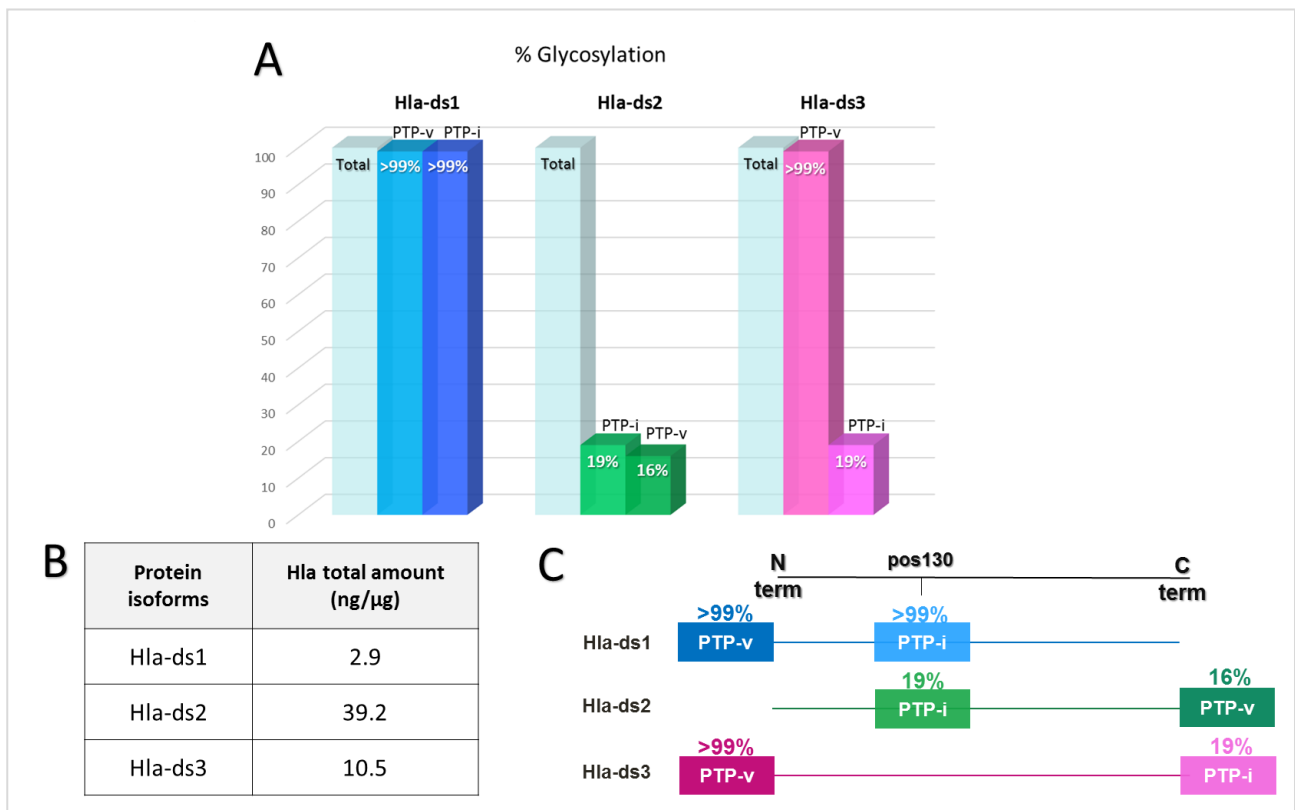 A
% Glycosylation
Hla-ds1 Hla-ds2 Hla-ds3
PTP-v PTP-i PTP-v
Total >99% >99% Total Total >99%
100
90
80
70
60
50
40
30
20
10
0
PTP-i PTP-v PTP-i
19% 16% 19%
B
Protein isoforms Hla total amount (ng/µg)
Hla-ds1 2.9
Hla-ds2 39.2
Hla-ds3 10.5
C
N term pos130 C term
>99% >99%
Hla-ds1 PTP-v PTP-i
19% 16%
Hla-ds2 PTP-i PTP-v
>99% 19%
Hla-ds3 PTP-v PTP-i